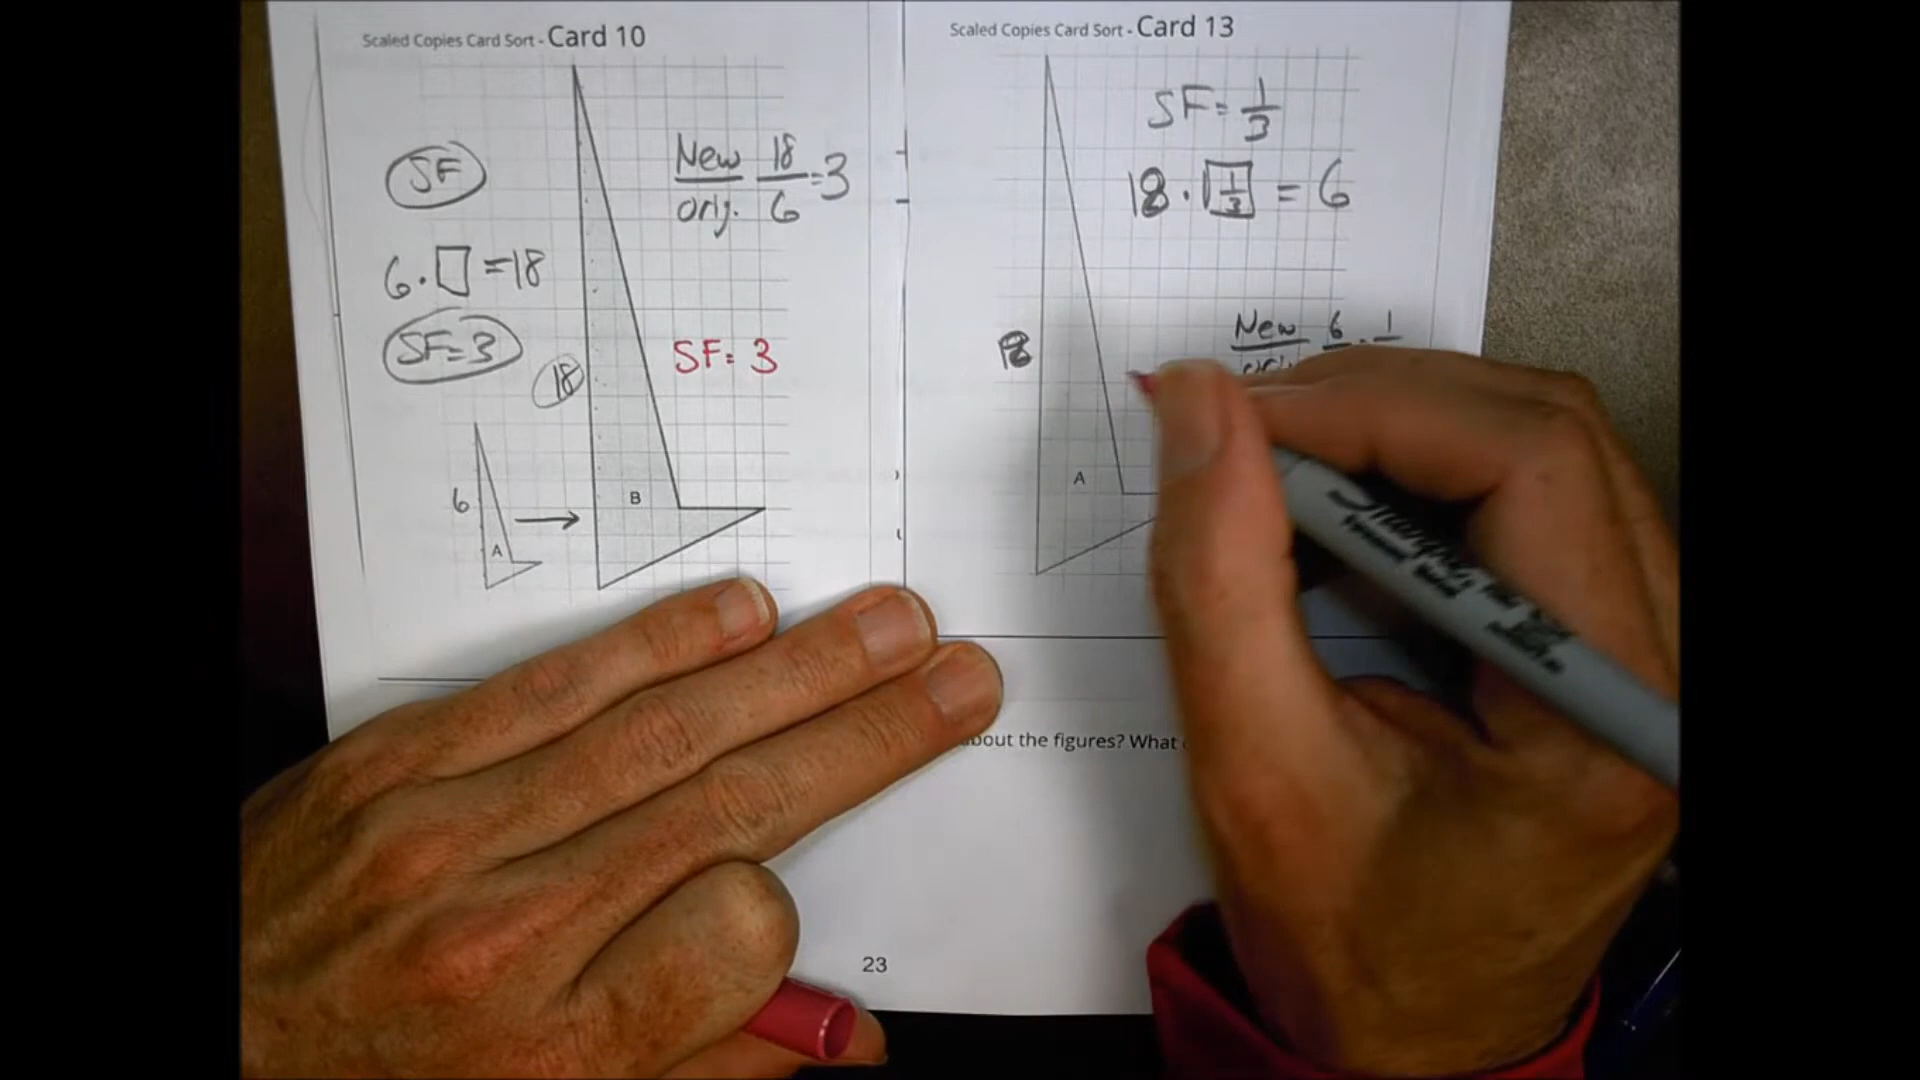 Scaled Copies Card Sort - Card 10
SF
New 18
orig. 6 = 3
6 · □ = 18
SF = 3
18
SF = 3
6
A
B
Scaled Copies Card Sort - Card 13
SF = 1/3
18 · 1/3 = 6
New 6 1
18
A
about the figures? What
Sharpie
23